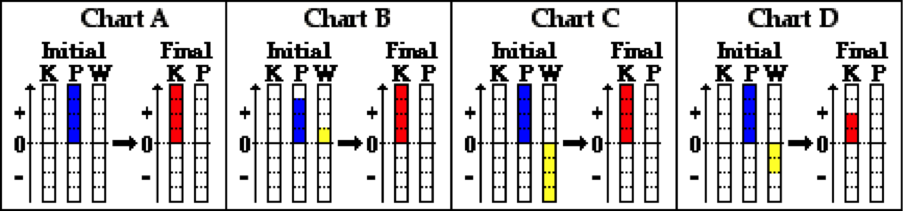 Chart A
Initial Final
K P W K P
+ +
0 0
- -
Chart B
Initial Final
K P W K P
+ +
0 0
- -
Chart C
Initial Final
K P W K P
+ +
0 0
- -
Chart D
Initial Final
K P W K P
+ +
0 0
- -